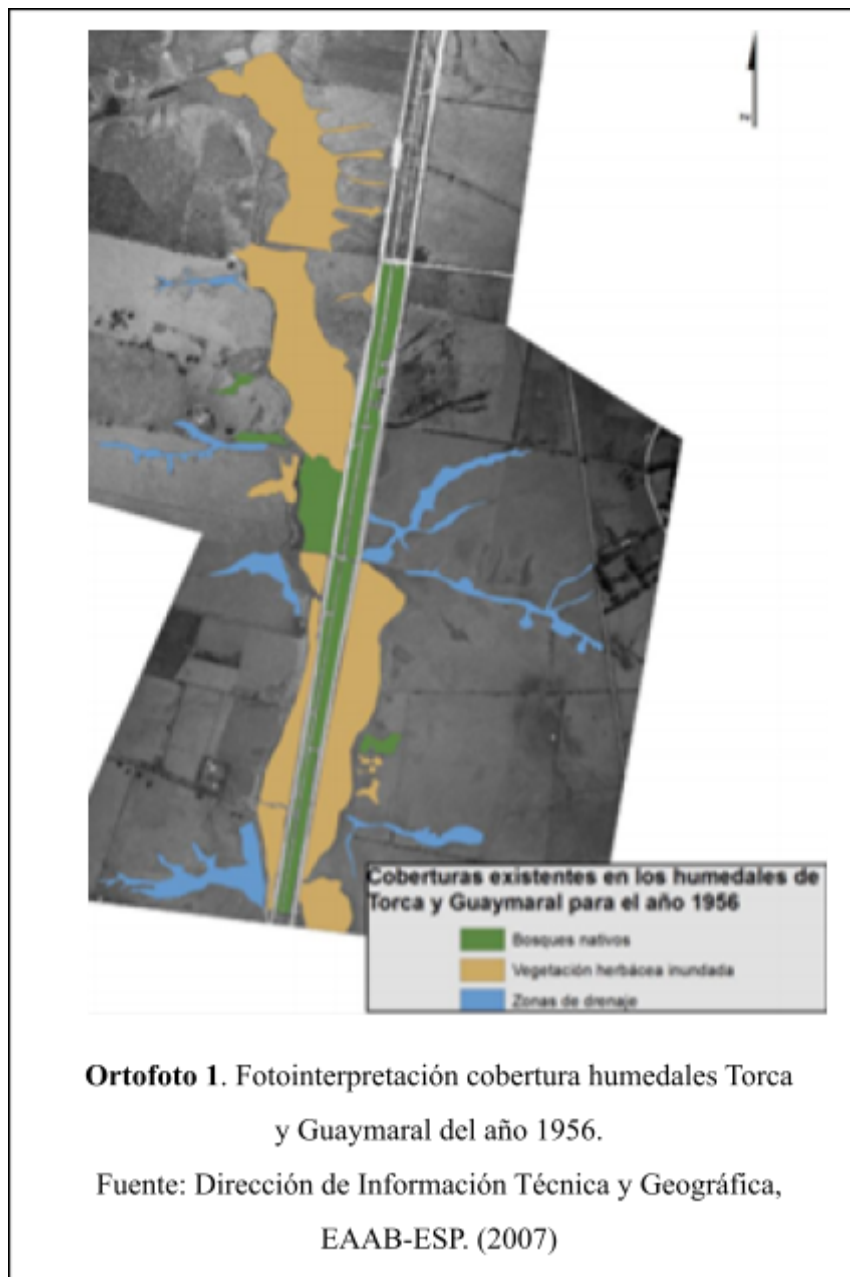 Coberturas existentes en los humedales de
Torca y Guaymaral para el año 1956
Bosques nativos
Vegetación herbácea inundada
Zonas de drenaje
Ortofoto 1. Fotointerpretación cobertura humedales Torca
y Guaymaral del año 1956.
Fuente: Dirección de Información Técnica y Geográfica,
EAAB-ESP. (2007)